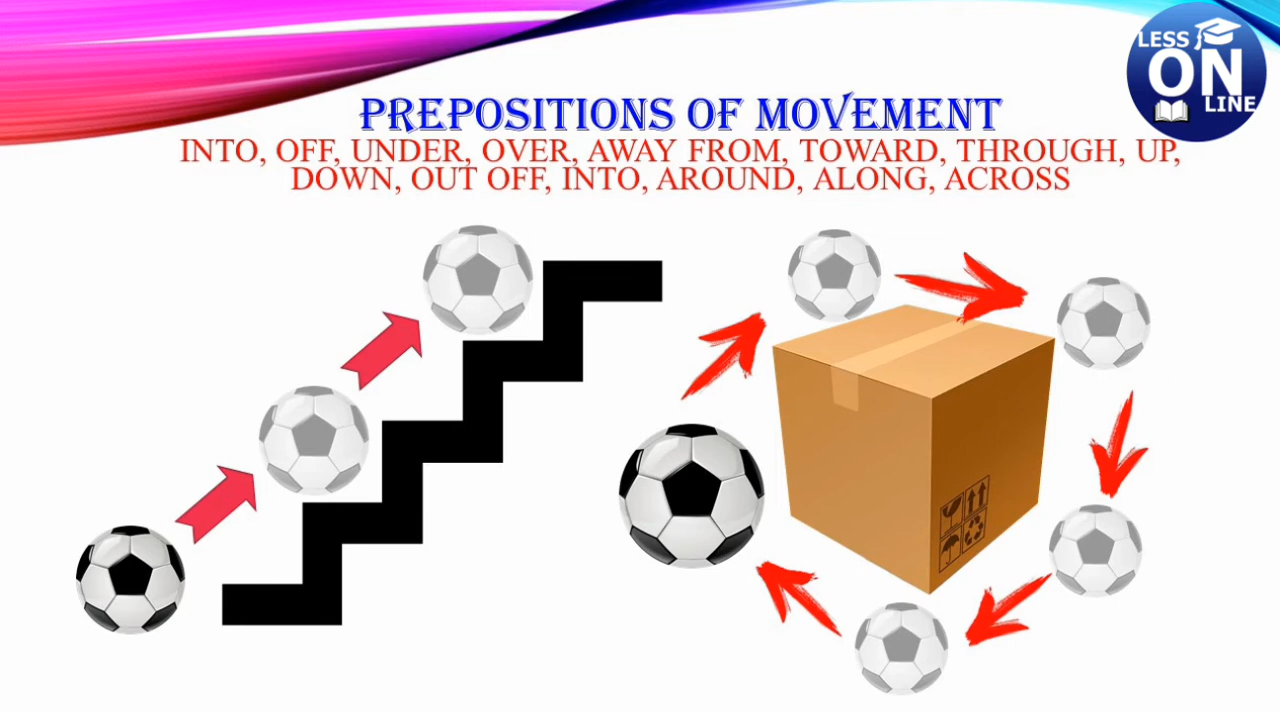 LESS
ON
LINE
PREPOSITIONS OF MOVEMENT
INTO, OFF, UNDER, OVER, AWAY FROM, TOWARD, THROUGH, UP,
DOWN, OUT OFF, INTO, AROUND, ALONG, ACROSS